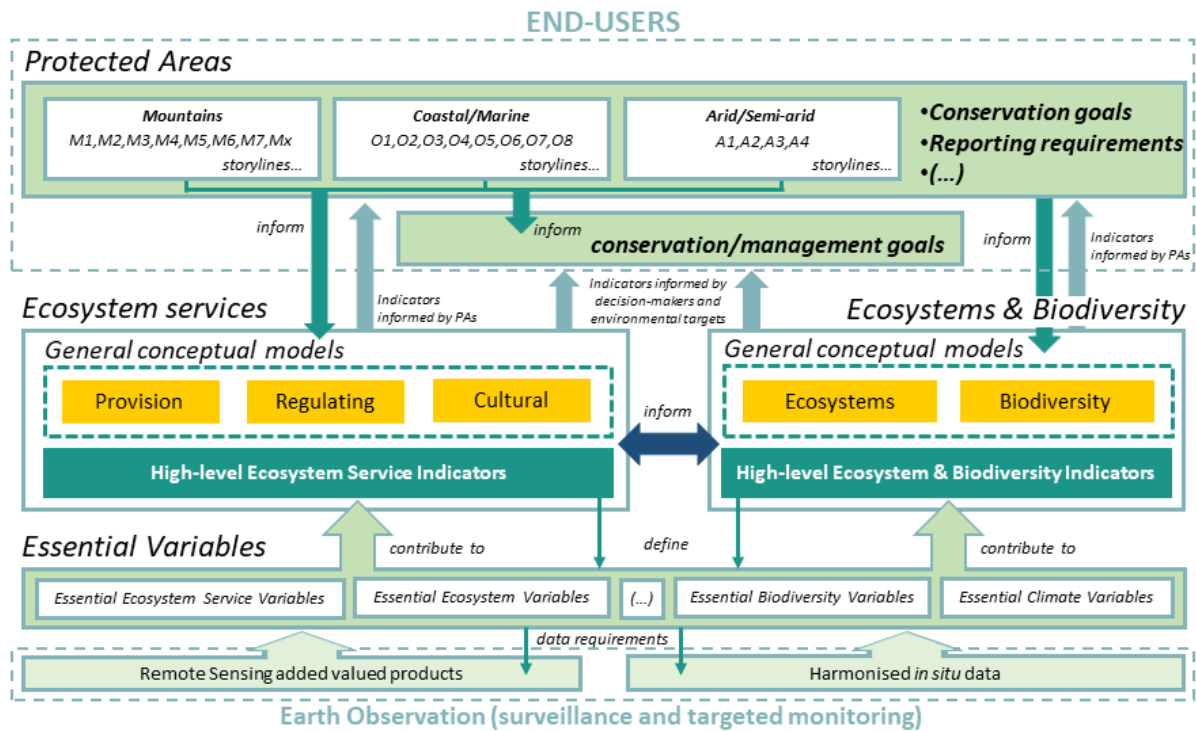 END-USERS
Protected Areas
Mountains
M1,M2,M3,M4,M5,M6,M7,Mx
storylines...
Coastal/Marine
O1,O2,O3,O4,O5,O6,O7,O8
storylines...
Arid/Semi-arid
A1,A2,A3,A4
storylines...
•Conservation goals
•Reporting requirements
•(...)
inform
inform
conservation/management goals
inform
Indicators
informed by PAs
Indicators
informed by PAs
Indicators informed by
decision-makers and
environmental targets
Ecosystem services
General conceptual models
Provision
Regulating
Cultural
High-level Ecosystem Service Indicators
inform
Ecosystems & Biodiversity
General conceptual models
Ecosystems
Biodiversity
High-level Ecosystem & Biodiversity Indicators
Essential Variables
contribute to
define
contribute to
Essential Ecosystem Service Variables
Essential Ecosystem Variables
(...)
Essential Biodiversity Variables
Essential Climate Variables
data requirements
Remote Sensing added valued products
Harmonised in situ data
Earth Observation (surveillance and targeted monitoring)